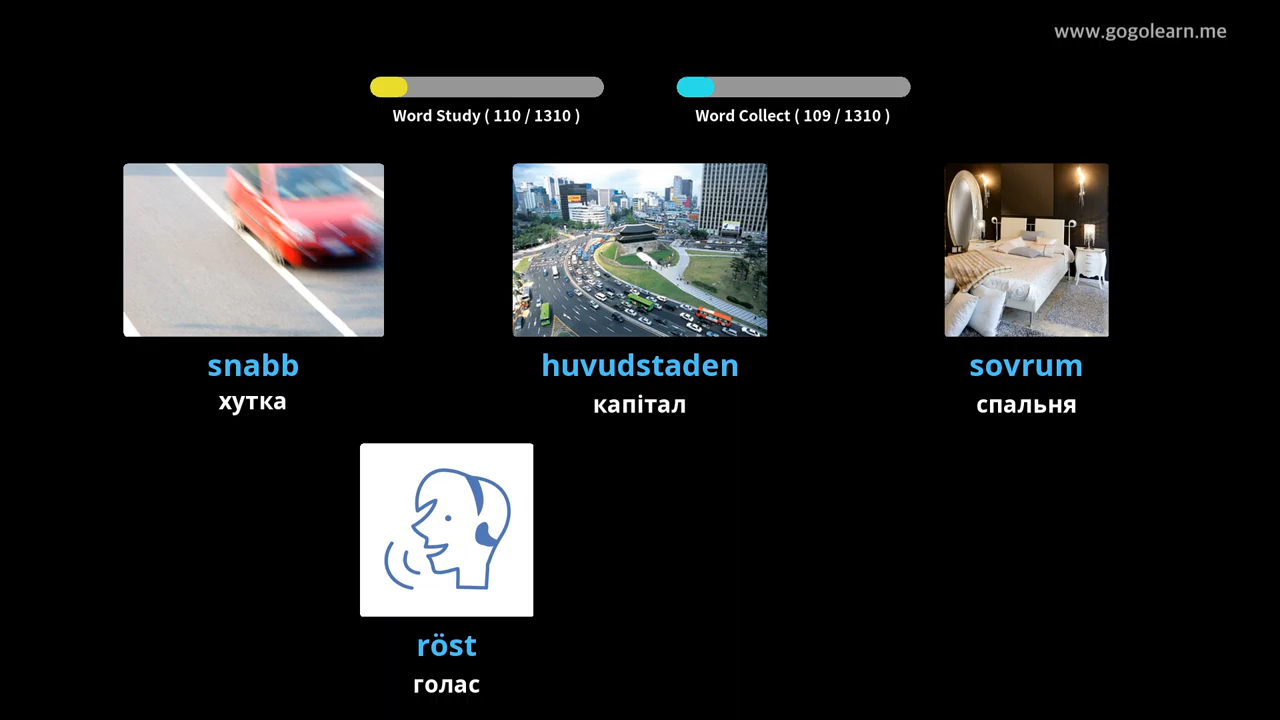 www.gogolearn.me
Word Study ( 110 / 1310 )
Word Collect ( 109 / 1310 )
snabb
хутка
huvudstaden
капітал
sovrum
спальня
röst
голас